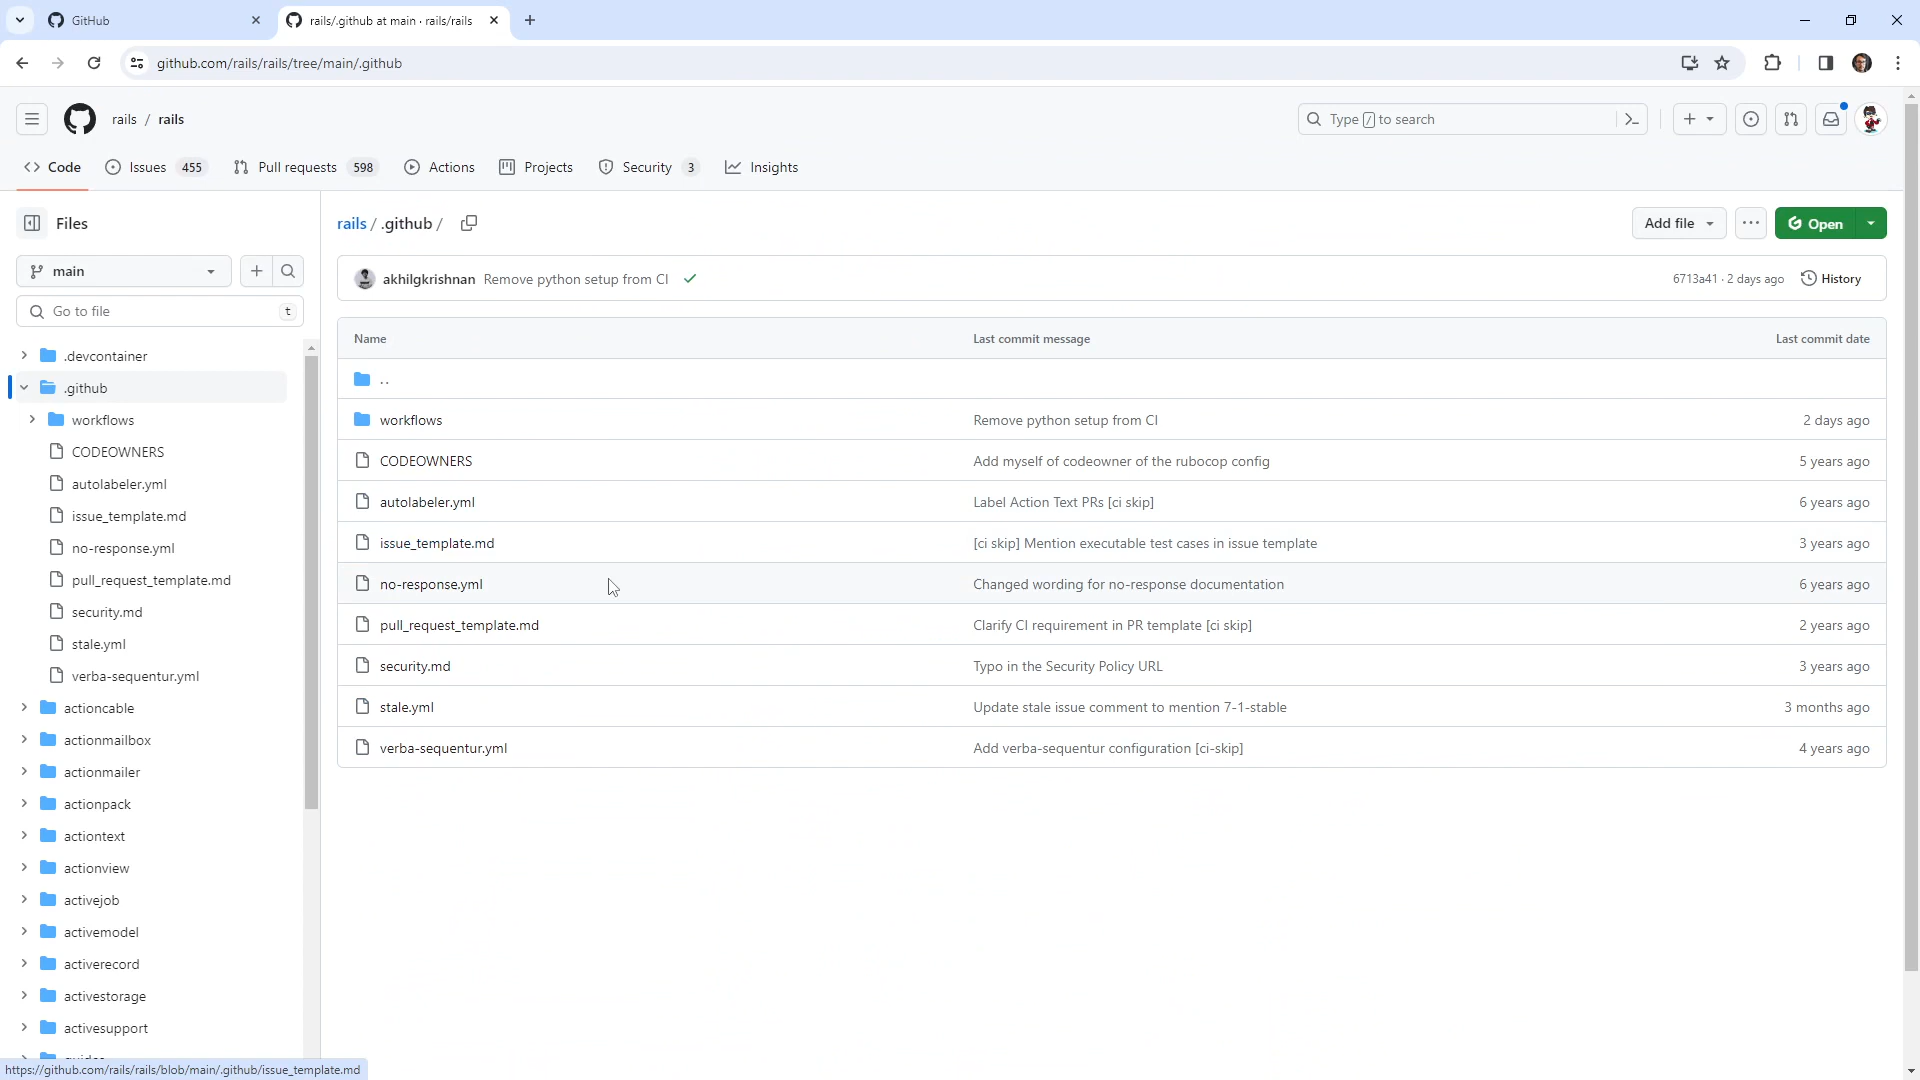 GitHub
rails/.github at main · rails/rails
github.com/rails/rails/tree/main/.github
rails / rails
Type / to search
Code
Issues 455
Pull requests 598
Actions
Projects
Security 3
Insights
Files
main
Go to file t
.devcontainer
.github
workflows
CODEOWNERS
autolabeler.yml
issue_template.md
no-response.yml
pull_request_template.md
security.md
stale.yml
verba-sequentur.yml
actioncable
actionmailbox
actionmailer
actionpack
actiontext
actionview
activejob
activemodel
activerecord
activestorage
activesupport
rails / .github /
Add file
Open
akhilgkrishnan Remove python setup from CI
6713a41 · 2 days ago
History
Name Last commit message Last commit date
..
workflows Remove python setup from CI 2 days ago
CODEOWNERS Add myself of codeowner of the rubocop config 5 years ago
autolabeler.yml Label Action Text PRs [ci skip] 6 years ago
issue_template.md [ci skip] Mention executable test cases in issue template 3 years ago
no-response.yml Changed wording for no-response documentation 6 years ago
pull_request_template.md Clarify CI requirement in PR template [ci skip] 2 years ago
security.md Typo in the Security Policy URL 3 years ago
stale.yml Update stale issue comment to mention 7-1-stable 3 months ago
verba-sequentur.yml Add verba-sequentur configuration [ci-skip] 4 years ago
https://github.com/rails/rails/blob/main/.github/issue_template.md